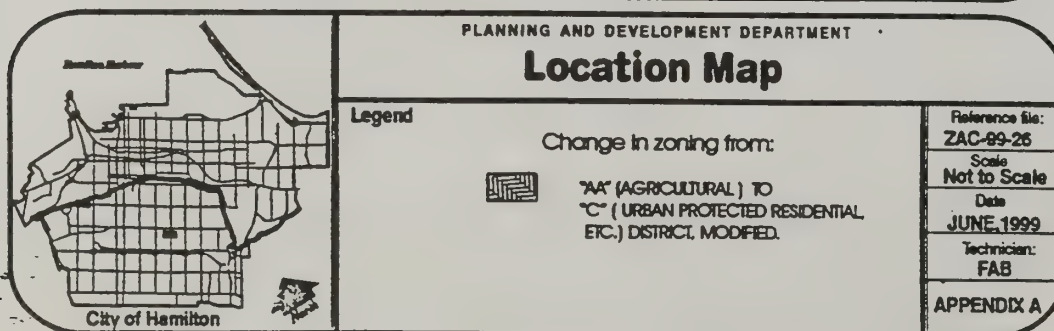 PLANNING AND DEVELOPMENT DEPARTMENT
Location Map
Hamilton Harbour
City of Hamilton
Legend
Change in zoning from:
"AA" (AGRICULTURAL) TO
"C" ( URBAN PROTECTED RESIDENTIAL,
ETC.) DISTRICT, MODIFIED.
Reference file:
ZAC-99-26
Scale
Not to Scale
Date
JUNE, 1999
Technician:
FAB
APPENDIX A